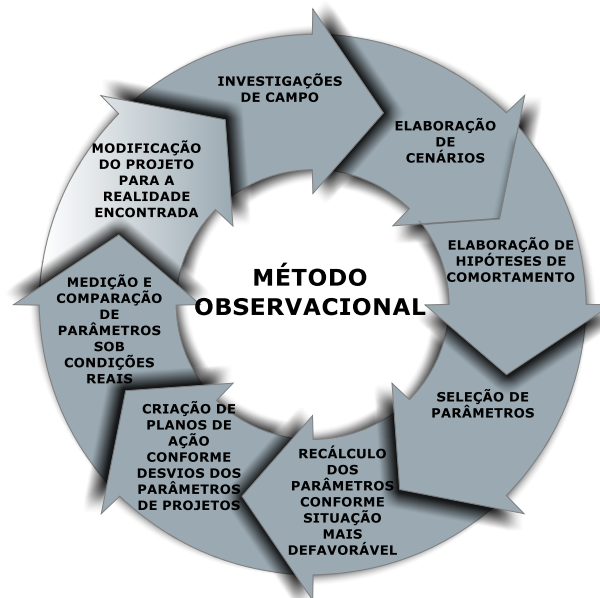 MÉTODO
OBSERVACIONAL
INVESTIGAÇÕES
DE CAMPO
ELABORAÇÃO
DE
CENÁRIOS
ELABORAÇÃO DE
HIPÓTESES DE
COMORTAMENTO
SELEÇÃO DE
PARÂMETROS
RECÁLCULO
DOS
PARÂMETROS
CONFORME
SITUAÇÃO
MAIS
DEFAVORÁVEL
CRIAÇÃO DE
PLANOS DE
AÇÃO
CONFORME
DESVIOS DOS
PARÂMETROS
DE PROJETOS
MEDIÇÃO E
COMPARAÇÃO
DE
PARÂMETROS
SOB
CONDIÇÕES
REAIS
MODIFICAÇÃO
DO PROJETO
PARA A
REALIDADE
ENCONTRADA